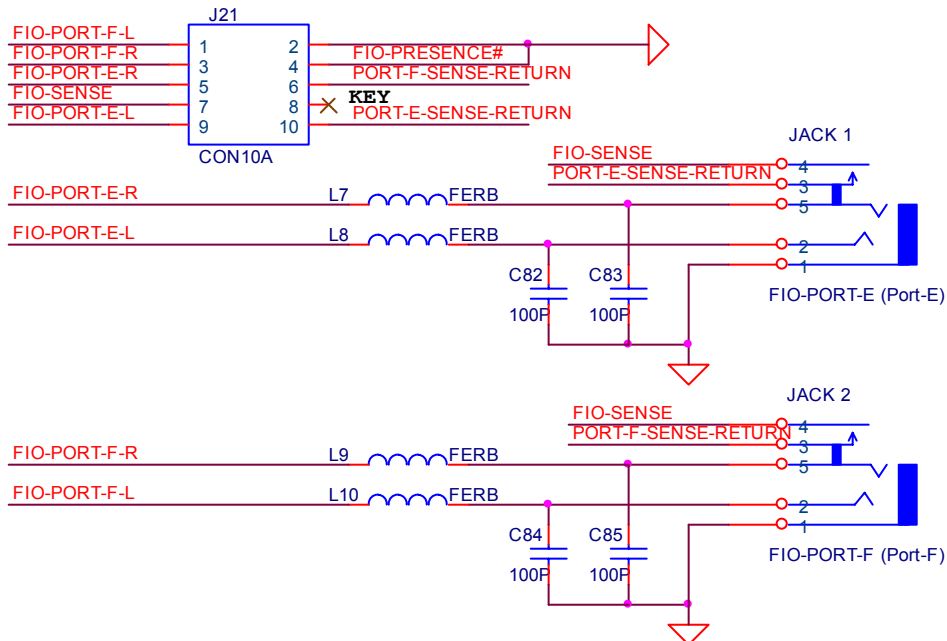 J21
FIO-PORT-F-L 1 2
FIO-PORT-F-R 3 4 FIO-PRESENCE#
FIO-PORT-E-R 5 6 PORT-F-SENSE-RETURN
FIO-SENSE 7 8 KEY
FIO-PORT-E-L 9 10 PORT-E-SENSE-RETURN
CON10A
JACK 1
FIO-SENSE 4
PORT-E-SENSE-RETURN 3
FIO-PORT-E-R L7 FERB 5
FIO-PORT-E-L L8 FERB 2
1
C82 C83
100P 100P
FIO-PORT-E (Port-E)
JACK 2
FIO-SENSE 4
PORT-F-SENSE-RETURN 3
FIO-PORT-F-R L9 FERB 5
FIO-PORT-F-L L10 FERB 2
1
C84 C85
100P 100P
FIO-PORT-F (Port-F)